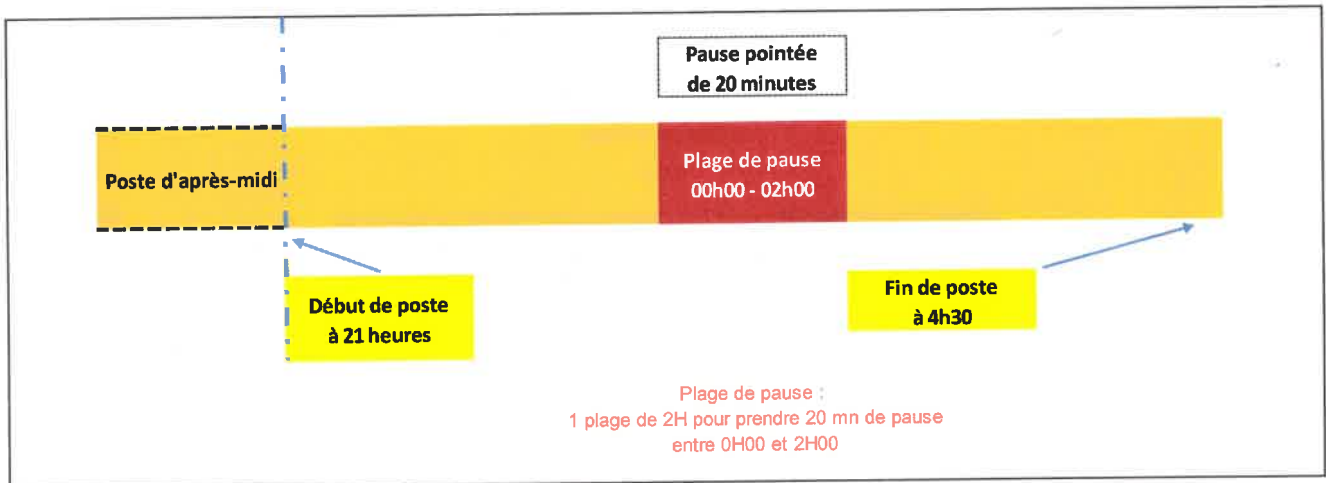 Pause pointée
de 20 minutes
Poste d'après-midi
Plage de pause
00h00 - 02h00
Début de poste
à 21 heures
Fin de poste
à 4h30
Plage de pause :
1 plage de 2H pour prendre 20 mn de pause
entre 0H00 et 2H00